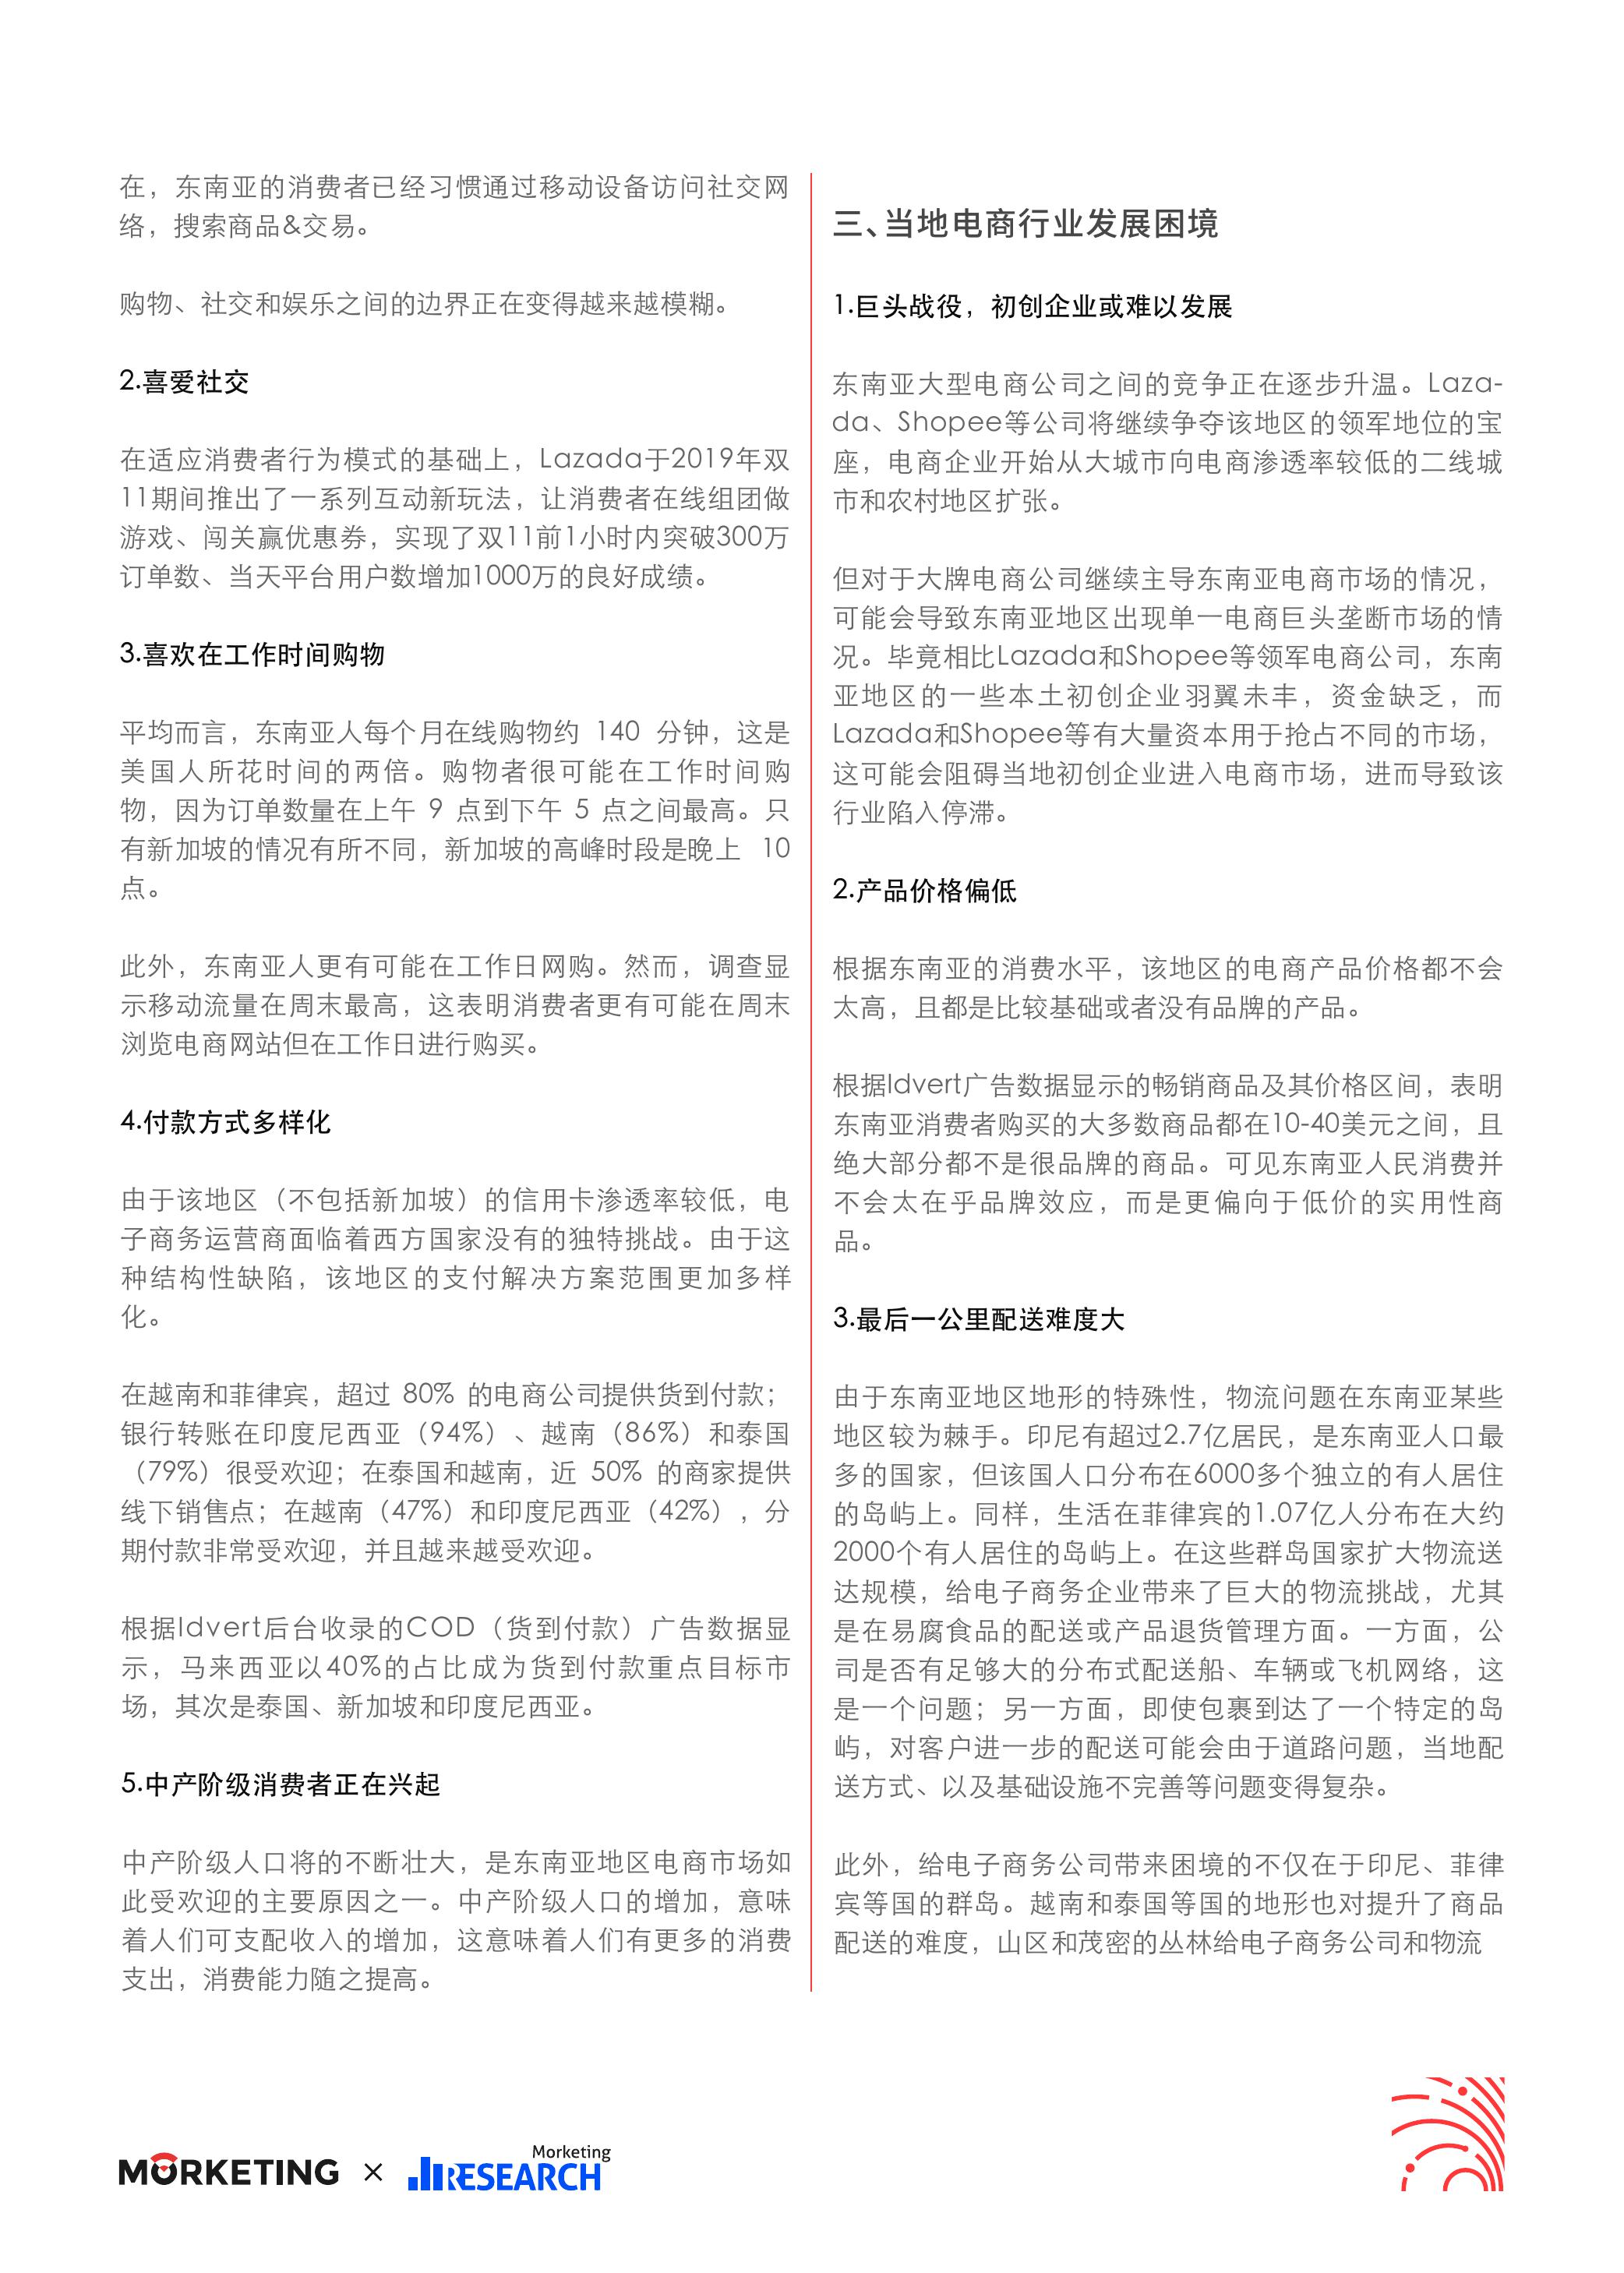 在，东南亚的消费者已经习惯通过移动设备访问社交网
络，搜索商品&交易。
购物、社交和娱乐之间的边界正在变得越来越模糊。
2.喜爱社交
在适应消费者行为模式的基础上，Lazada于2019年双
11期间推出了一系列互动新玩法，让消费者在线组团做
游戏、闯关赢优惠券，实现了双11前1小时内突破300万
订单数、当天平台用户数增加1000万的良好成绩。
3.喜欢在工作时间购物
平均而言，东南亚人每个月在线购物约 140 分钟，这是
美国人所花时间的两倍。购物者很可能在工作时间购
物，因为订单数量在上午 9 点到下午 5 点之间最高。只
有新加坡的情况有所不同，新加坡的高峰时段是晚上 10
点。
此外，东南亚人更有可能在工作日网购。然而，调查显
示移动流量在周末最高，这表明消费者更有可能在周末
浏览电商网站但在工作日进行购买。
4.付款方式多样化
由于该地区（不包括新加坡）的信用卡渗透率较低，电
子商务运营商面临着西方国家没有的独特挑战。由于这
种结构性缺陷，该地区的支付解决方案范围更加多样
化。
在越南和菲律宾，超过 80% 的电商公司提供货到付款；
银行转账在印度尼西亚（94%）、越南（86%）和泰国
（79%）很受欢迎；在泰国和越南，近 50% 的商家提供
线下销售点；在越南（47%）和印度尼西亚（42%），分
期付款非常受欢迎，并且越来越受欢迎。
根据Idvert后台收录的COD（货到付款）广告数据显
示，马来西亚以40%的占比成为货到付款重点目标市
场，其次是泰国、新加坡和印度尼西亚。
5.中产阶级消费者正在兴起
中产阶级人口将的不断壮大，是东南亚地区电商市场如
此受欢迎的主要原因之一。中产阶级人口的增加，意味
着人们可支配收入的增加，这意味着人们有更多的消费
支出，消费能力随之提高。
三、当地电商行业发展困境
1.巨头战役，初创企业或难以发展
东南亚大型电商公司之间的竞争正在逐步升温。Laza-
da、Shopee等公司将继续争夺该地区的领军地位的宝
座，电商企业开始从大城市向电商渗透率较低的二线城
市和农村地区扩张。
但对于大牌电商公司继续主导东南亚电商市场的情况，
可能会导致东南亚地区出现单一电商巨头垄断市场的情
况。毕竟相比Lazada和Shopee等领军电商公司，东南
亚地区的一些本土初创企业羽翼未丰，资金缺乏，而
Lazada和Shopee等有大量资本用于抢占不同的市场，
这可能会阻碍当地初创企业进入电商市场，进而导致该
行业陷入停滞。
2.产品价格偏低
根据东南亚的消费水平，该地区的电商产品价格都不会
太高，且都是比较基础或者没有品牌的产品。
根据Idvert广告数据显示的畅销商品及其价格区间，表明
东南亚消费者购买的大多数商品都在10-40美元之间，且
绝大部分都不是很品牌的商品。可见东南亚人民消费并
不会太在乎品牌效应，而是更偏向于低价的实用性商
品。
3.最后一公里配送难度大
由于东南亚地区地形的特殊性，物流问题在东南亚某些
地区较为棘手。印尼有超过2.7亿居民，是东南亚人口最
多的国家，但该国人口分布在6000多个独立的有人居住
的岛屿上。同样，生活在菲律宾的1.07亿人分布在大约
2000个有人居住的岛屿上。在这些群岛国家扩大物流送
达规模，给电子商务企业带来了巨大的物流挑战，尤其
是在易腐食品的配送或产品退货管理方面。一方面，公
司是否有足够大的分布式配送船、车辆或飞机网络，这
是一个问题；另一方面，即使包裹到达了一个特定的岛
屿，对客户进一步的配送可能会由于道路问题，当地配
送方式、以及基础设施不完善等问题变得复杂。
此外，给电子商务公司带来困境的不仅在于印尼、菲律
宾等国的群岛。越南和泰国等国的地形也对提升了商品
配送的难度，山区和茂密的丛林给电子商务公司和物流
MORKETING × Morketing RESEARCH